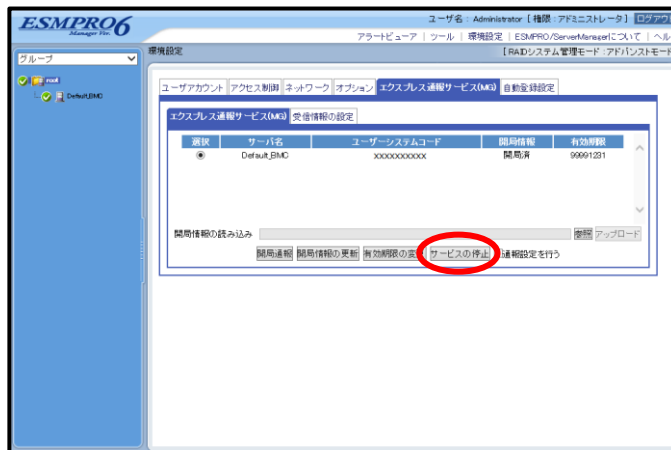 ESMPRO6
Manager Ver.
ユーザ名 : Administrator [ 権限 : アドミニストレータ ] ログアウ
アラートビューア | ツール | 環境設定 | ESMPRO/ServerManagerについて | ヘル
グループ
環境設定
[ RAIDシステム管理モード : アドバンストモード
root
Default_BMC
ユーザアカウント アクセス制御 ネットワーク オプション エクスプレス通報サービス(MG) 自動登録設定
エクスプレス通報サービス(MG) 受信情報の設定
選択 サーバ名 ユーザーシステムコード 開局情報 有効期限
Default_BMC xxxxxxxxxx 開局済 99991231
開局情報の読み込み 参照 アップロード
開局通報 開局情報の更新 有効期限の変更 サービスの停止 通報設定を行う